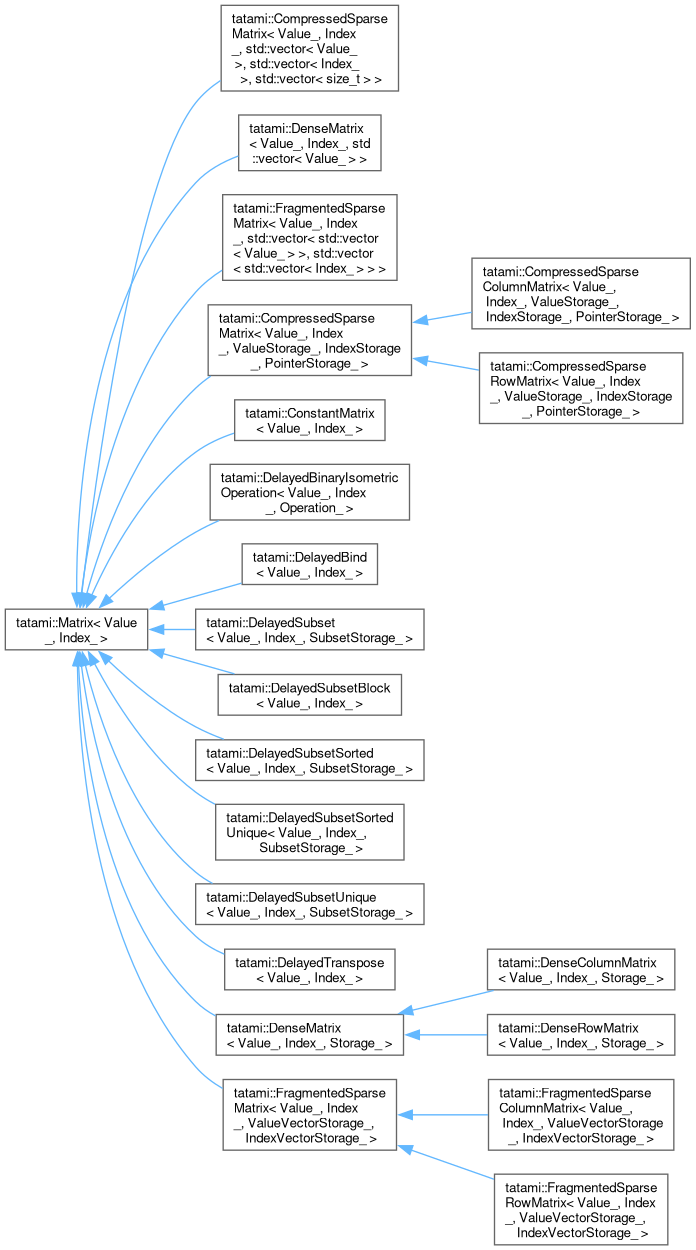 tatami::CompressedSparse
Matrix< Value_, Index
_, std::vector< Value_
>, std::vector< Index_
>, std::vector< size_t > >
tatami::DenseMatrix
< Value_, Index_, std
::vector< Value_ > >
tatami::FragmentedSparse
Matrix< Value_, Index
_, std::vector< std::vector
< Value_ > >, std::vector
< std::vector< Index_ > > >
tatami::CompressedSparse
Matrix< Value_, Index
_, ValueStorage_, IndexStorage
_, PointerStorage_ >
tatami::CompressedSparse
ColumnMatrix< Value_,
Index_, ValueStorage_,
IndexStorage_, PointerStorage_ >
tatami::CompressedSparse
RowMatrix< Value_, Index
_, ValueStorage_, IndexStorage
_, PointerStorage_ >
tatami::ConstantMatrix
< Value_, Index_ >
tatami::DelayedBinaryIsometric
Operation< Value_, Index
_, Operation_ >
tatami::DelayedBind
< Value_, Index_ >
tatami::Matrix< Value
_, Index_ >
tatami::DelayedSubset
< Value_, Index_, SubsetStorage_ >
tatami::DelayedSubsetBlock
< Value_, Index_ >
tatami::DelayedSubsetSorted
< Value_, Index_, SubsetStorage_ >
tatami::DelayedSubsetSorted
Unique< Value_, Index_,
SubsetStorage_ >
tatami::DelayedSubsetUnique
< Value_, Index_, SubsetStorage_ >
tatami::DelayedTranspose
< Value_, Index_ >
tatami::DenseMatrix
< Value_, Index_, Storage_ >
tatami::DenseColumnMatrix
< Value_, Index_, Storage_ >
tatami::DenseRowMatrix
< Value_, Index_, Storage_ >
tatami::FragmentedSparse
Matrix< Value_, Index
_, ValueVectorStorage_,
IndexVectorStorage_ >
tatami::FragmentedSparse
ColumnMatrix< Value_,
Index_, ValueVectorStorage
_, IndexVectorStorage_ >
tatami::FragmentedSparse
RowMatrix< Value_, Index
_, ValueVectorStorage_,
IndexVectorStorage_ >